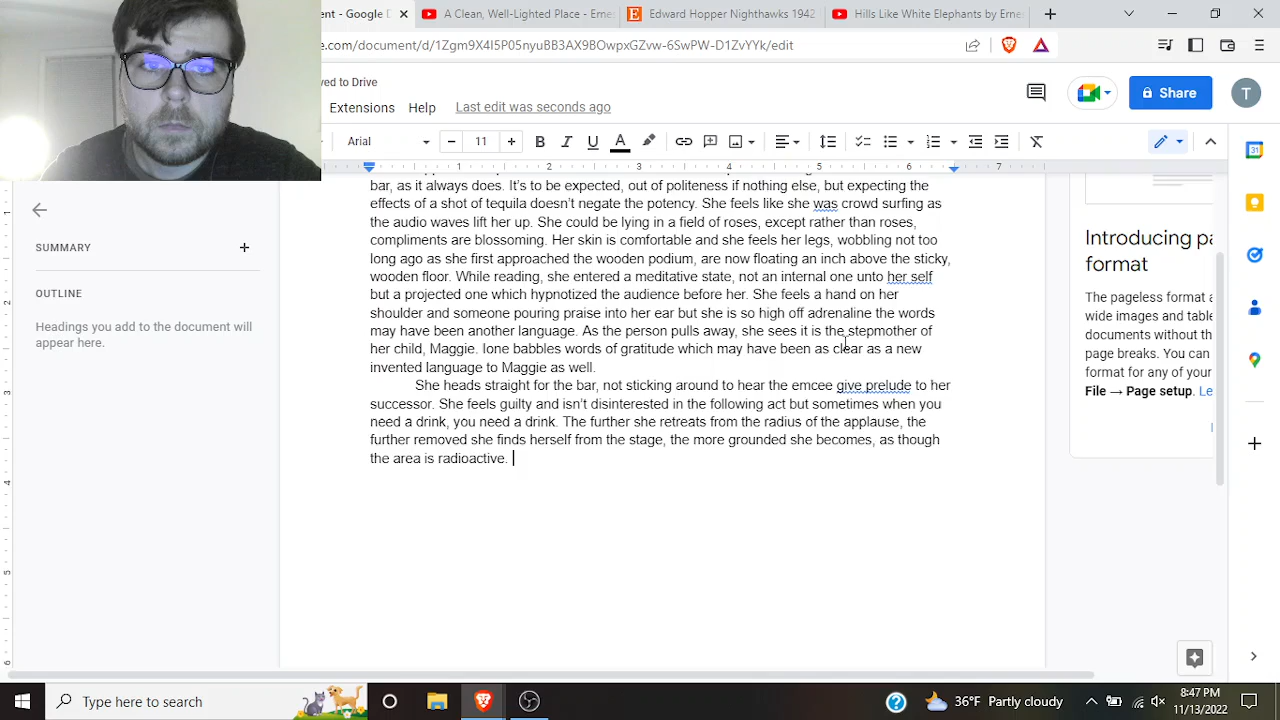 nt - Google D
A Clean, Well-Lighted Place - Erne
Edward Hopper Nighthawks 1942
Hills Like White Elephants by Erne
e.com/document/d/1Zgm9X4I5P05nyuBB3AX9BOwpxGZvw-6SwPW-D1ZvYYk/edit
ved to Drive
Extensions Help Last edit was seconds ago
Share
T
Arial
11
1 2 3 4 5 6 7
SUMMARY
OUTLINE
Headings you add to the document will
appear here.
bar, as it always does. It's to be expected, out of politeness if nothing else, but expecting the
effects of a shot of tequila doesn't negate the potency. She feels like she was crowd surfing as
the audio waves lift her up. She could be lying in a field of roses, except rather than roses,
compliments are blossoming. Her skin is comfortable and she feels her legs, wobbling not too
long ago as she first approached the wooden podium, are now floating an inch above the sticky,
wooden floor. While reading, she entered a meditative state, not an internal one unto her self
but a projected one which hypnotized the audience before her. She feels a hand on her
shoulder and someone pouring praise into her ear but she is so high off adrenaline the words
may have been another language. As the person pulls away, she sees it is the stepmother of
her child, Maggie. Ione babbles words of gratitude which may have been as clear as a new
invented language to Maggie as well.
She heads straight for the bar, not sticking around to hear the emcee give prelude to her
successor. She feels guilty and isn't disinterested in the following act but sometimes when you
need a drink, you need a drink. The further she retreats from the radius of the applause, the
further removed she finds herself from the stage, the more grounded she becomes, as though
the area is radioactive.
Introducing pa
format
The pageless format a
wide images and table
documents without th
page breaks. You can
format for any of your
File → Page setup. Le
1
2
3
4
5
6
31
Type here to search
36°F Partly cloudy
8:47 PM
11/13/2022